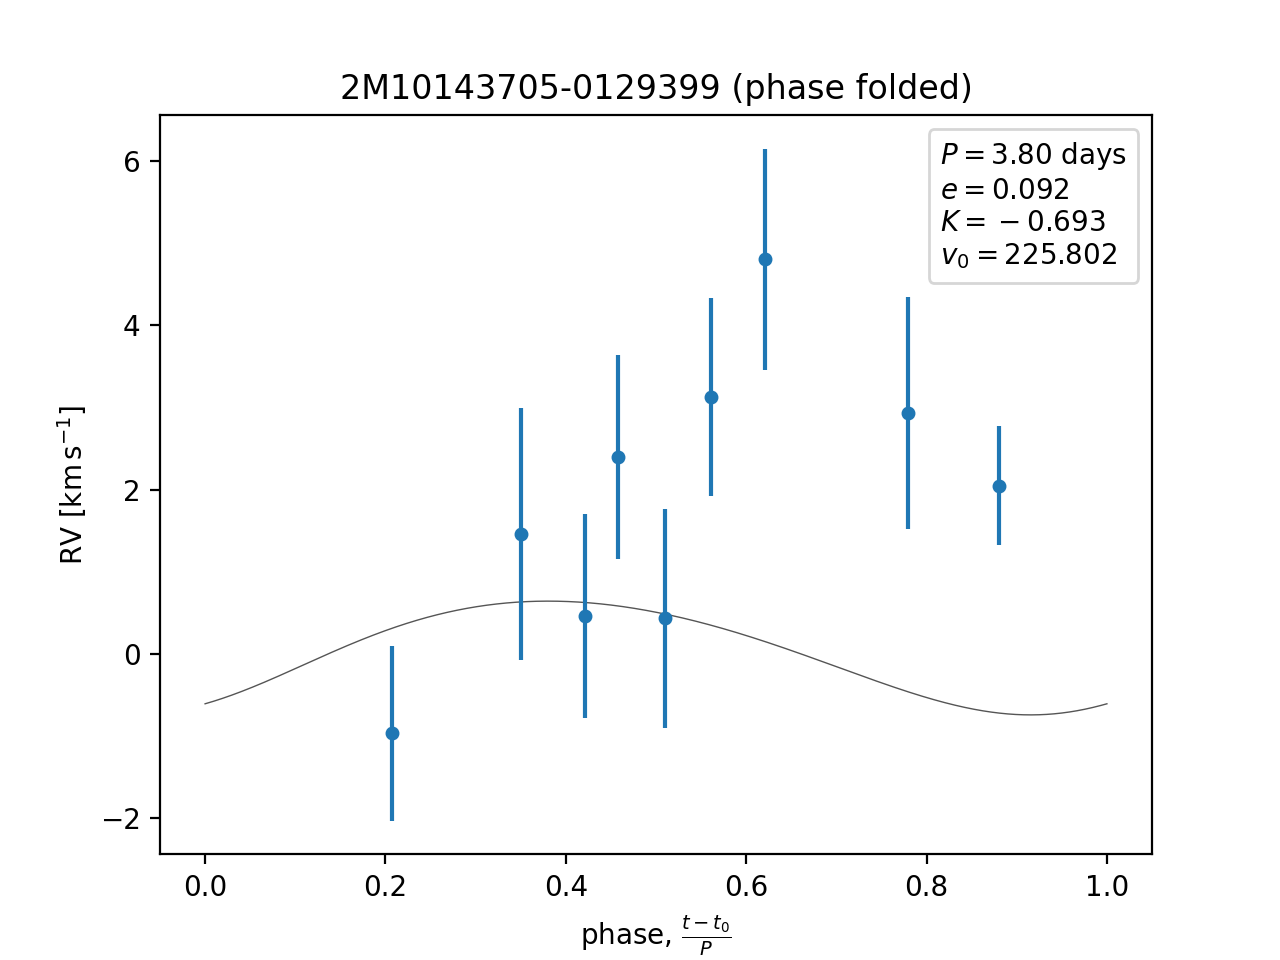 2M10143705-0129399 (phase folded)
P = 3.80 days
e = 0.092
K = −0.693
v₀ = 225.802
RV [km s⁻¹]
6
4
2
0
−2
0.0 0.2 0.4 0.6 0.8 1.0
phase, (t − t₀)/P